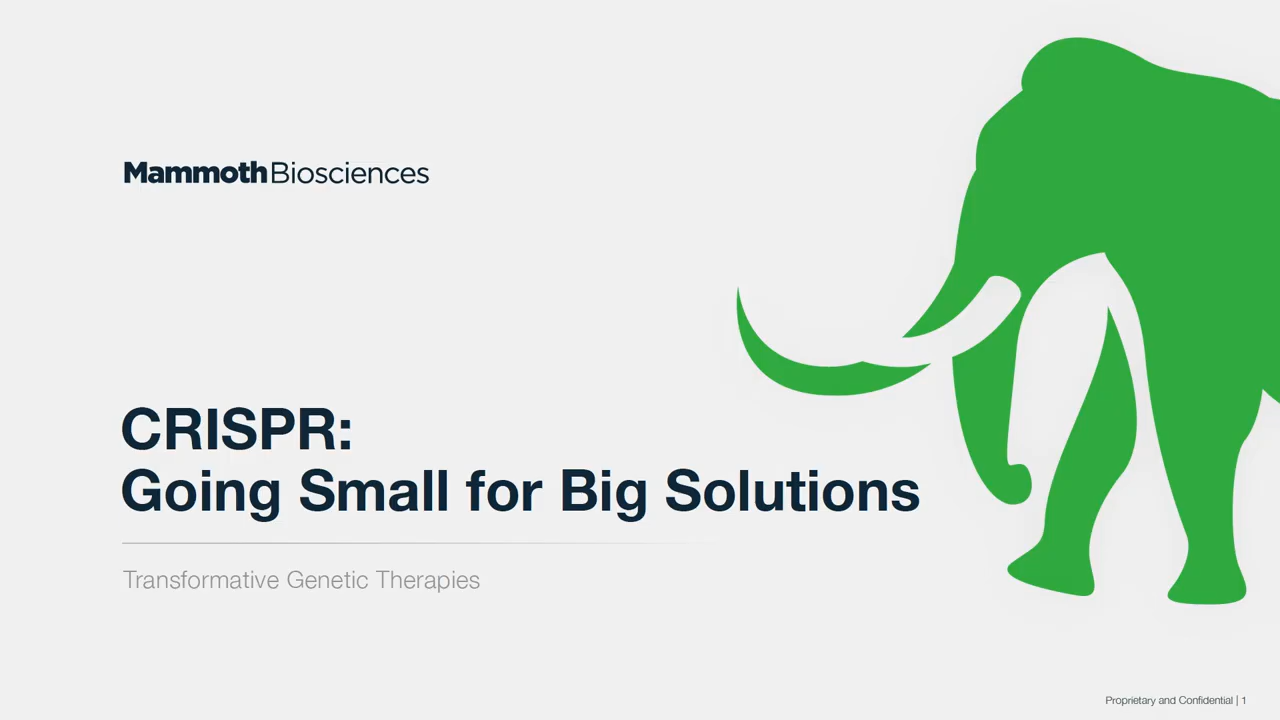 MammothBiosciences
CRISPR:
Going Small for Big Solutions
Transformative Genetic Therapies
Proprietary and Confidential | 1